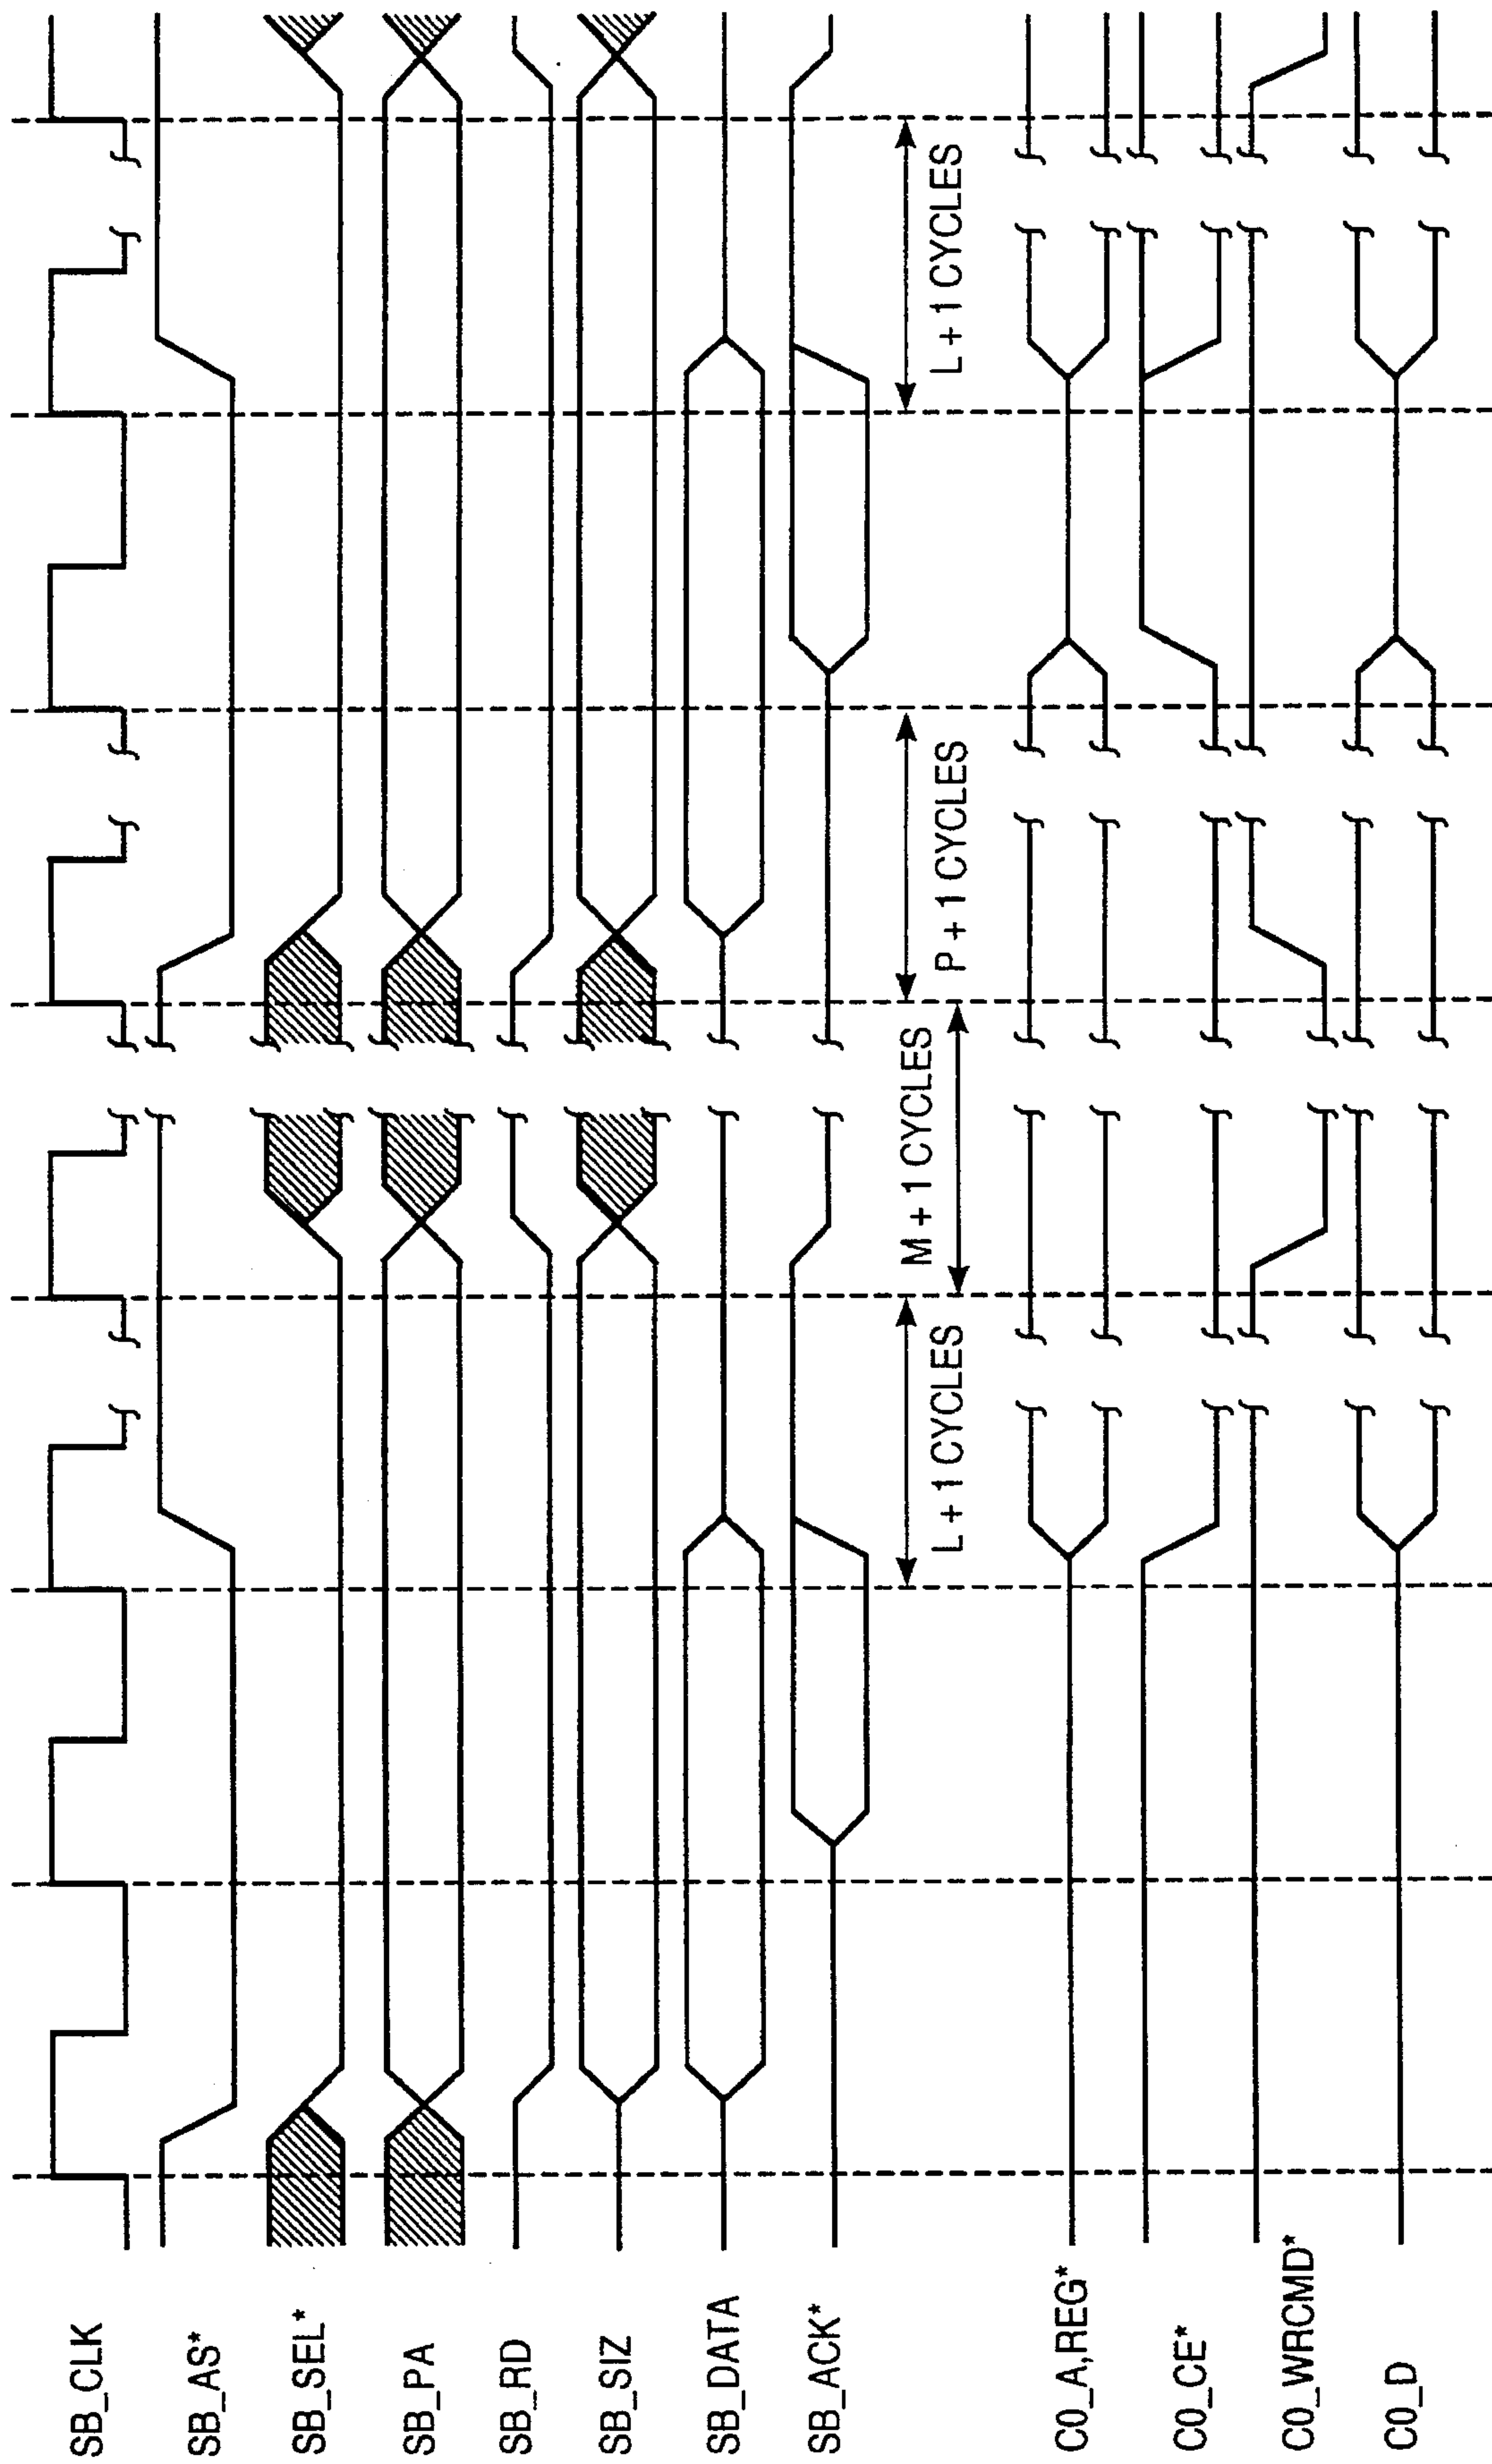 SB_CLK
SB_AS*
SB_SEL*
SB_PA
SB_RD
SB_SIZ
SB_DATA
SB_ACK*
L + 1 CYCLES
M + 1 CYCLES
P + 1 CYCLES
L + 1 CYCLES
C0_A,REG*
C0_CE*
C0_WRCMD*
C0_D